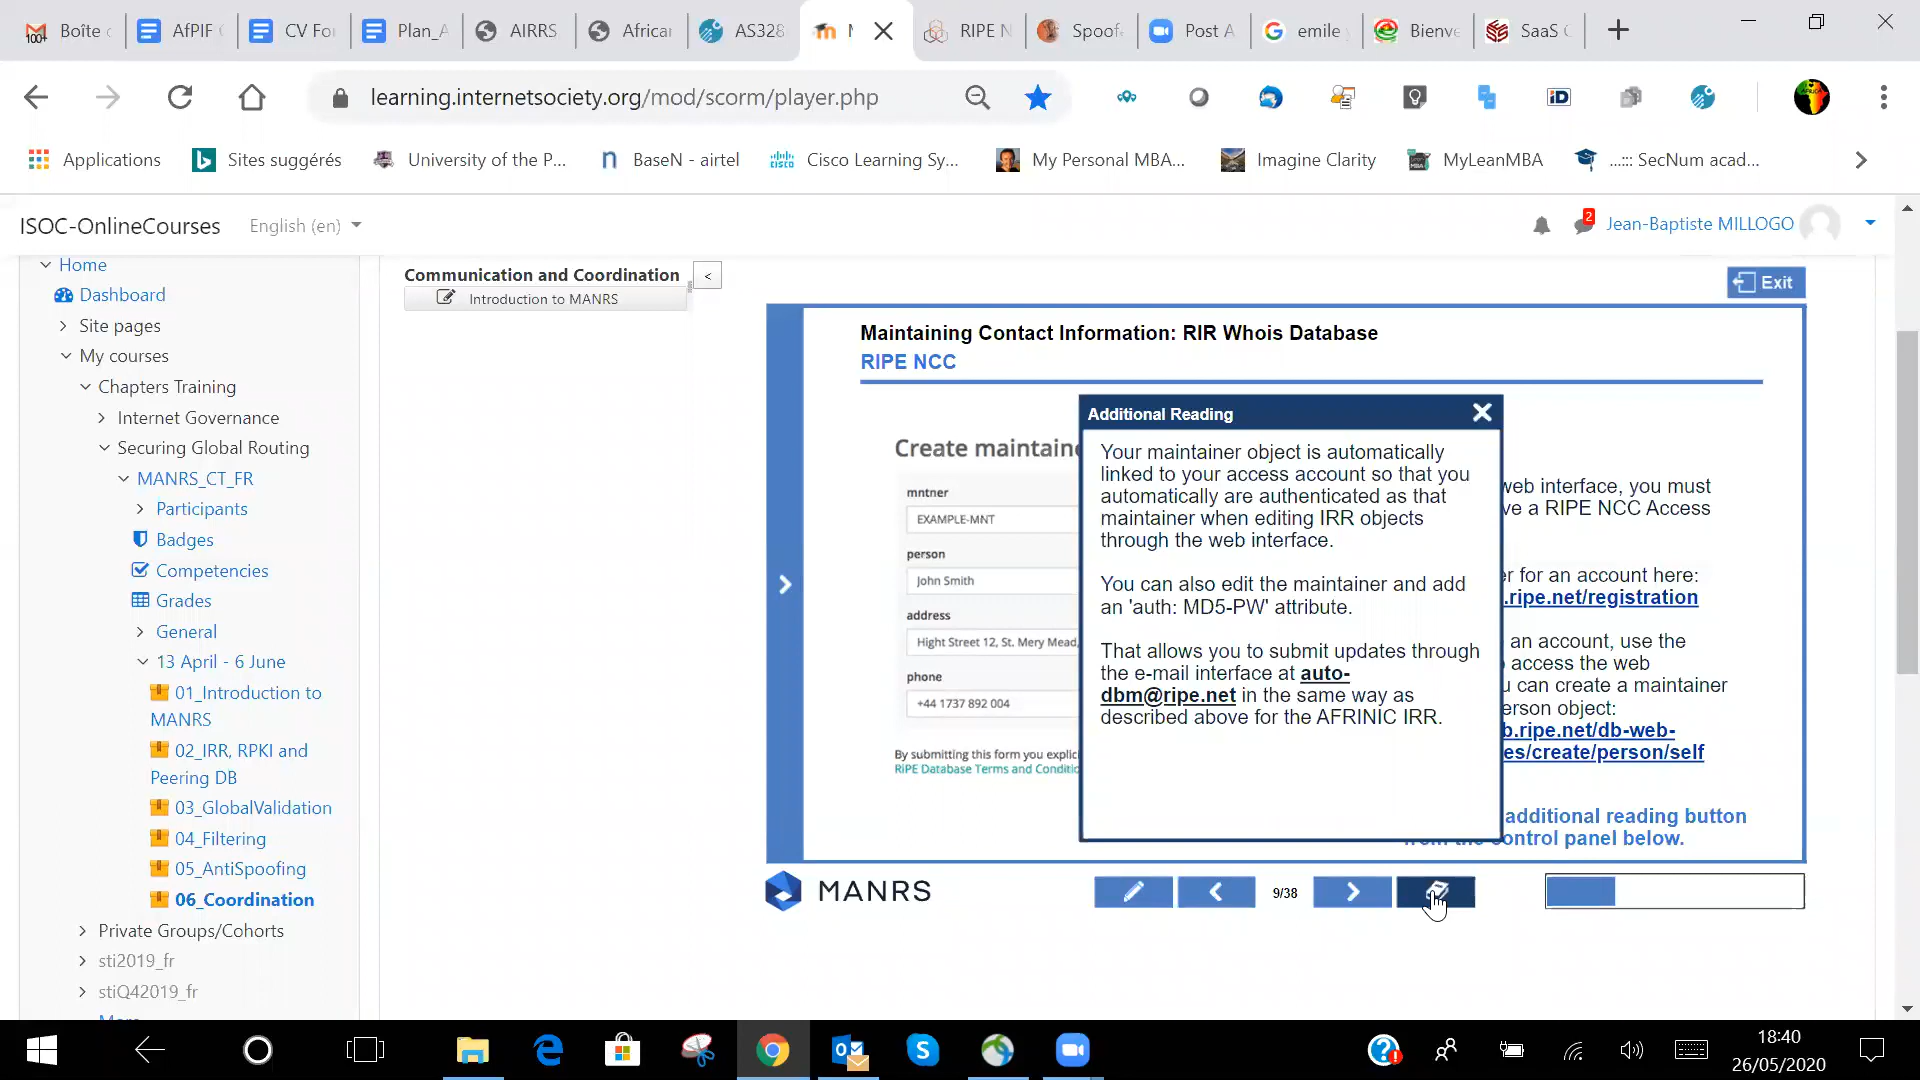 Boîte
AfPIF
CV Fo
Plan_A
AIRRS
Africar
AS328
RIPE N
Spoof
Post A
emile
Bienve
SaaS
learning.internetsociety.org/mod/scorm/player.php
Applications
Sites suggérés
University of the P...
BaseN - airtel
Cisco Learning Sy...
My Personal MBA...
Imagine Clarity
MyLeanMBA
...::: SecNum acad...
ISOC-OnlineCourses
English (en)
2
Jean-Baptiste MILLOGO
Home
Dashboard
Site pages
My courses
Chapters Training
Internet Governance
Securing Global Routing
MANRS_CT_FR
Participants
Badges
Competencies
Grades
General
13 April - 6 June
01_Introduction to
MANRS
02_IRR, RPKI and
Peering DB
03_GlobalValidation
04_Filtering
05_AntiSpoofing
06_Coordination
Private Groups/Cohorts
sti2019_fr
stiQ42019_fr
Communication and Coordination
<
Introduction to MANRS
Exit
Maintaining Contact Information: RIR Whois Database
RIPE NCC
Create maintaine
mntner
EXAMPLE-MNT
person
John Smith
address
Hight Street 12, St. Mery Mead,
phone
+44 1737 892 004
By submitting this form you explici
RIPE Database Terms and Conditio
Additional Reading
Your maintainer object is automatically
linked to your access account so that you
automatically are authenticated as that
maintainer when editing IRR objects
through the web interface.
You can also edit the maintainer and add
an 'auth: MD5-PW' attribute.
That allows you to submit updates through
the e-mail interface at auto-
dbm@ripe.net in the same way as
described above for the AFRINIC IRR.
web interface, you must
ve a RIPE NCC Access
er for an account here:
.ripe.net/registration
an account, use the
access the web
u can create a maintainer
erson object:
b.ripe.net/db-web-
es/create/person/self
additional reading button
from the control panel below.
MANRS
9/38
18:40
26/05/2020